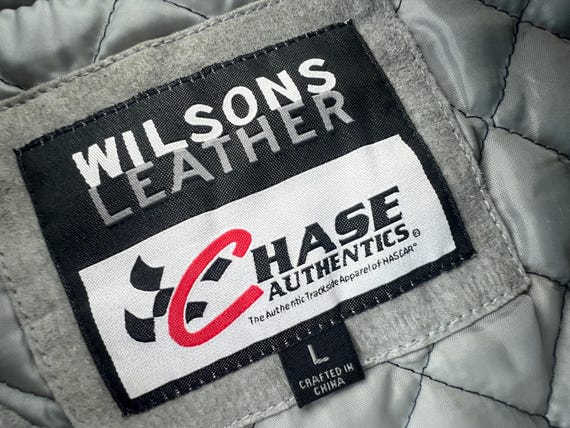 WILSONS
LEATHER
CHASE
AUTHENTICS®
The Authentic Trackside Apparel of NASCAR®
L
CRAFTED IN
CHINA